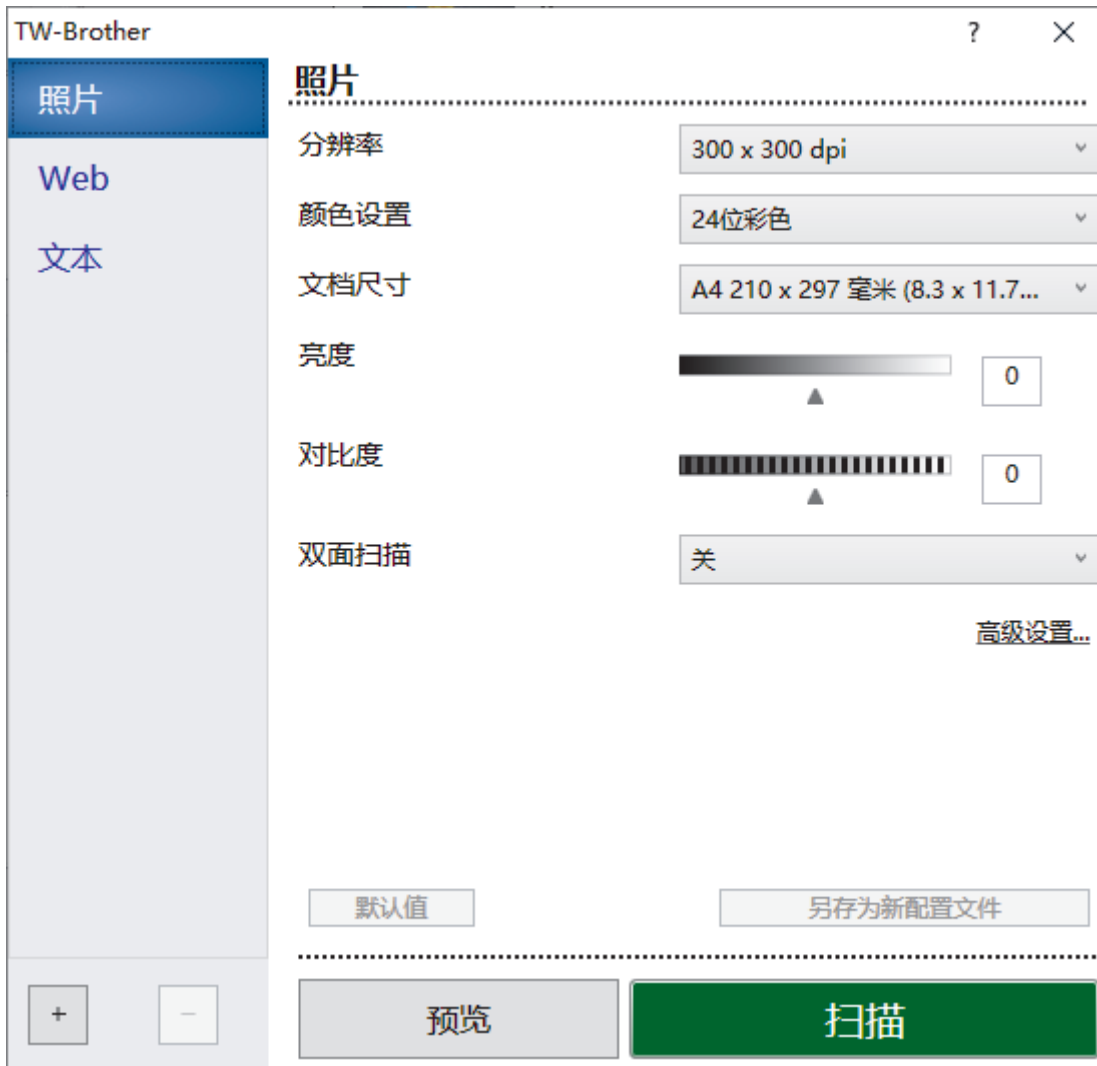 TW-Brother ? ×
照片
Web
文本
照片
分辨率 300 x 300 dpi
颜色设置 24位彩色
文档尺寸 A4 210 x 297 毫米 (8.3 x 11.7...
亮度 0
对比度 0
双面扫描 关
高级设置...
默认值 另存为新配置文件
+ −
预览 扫描